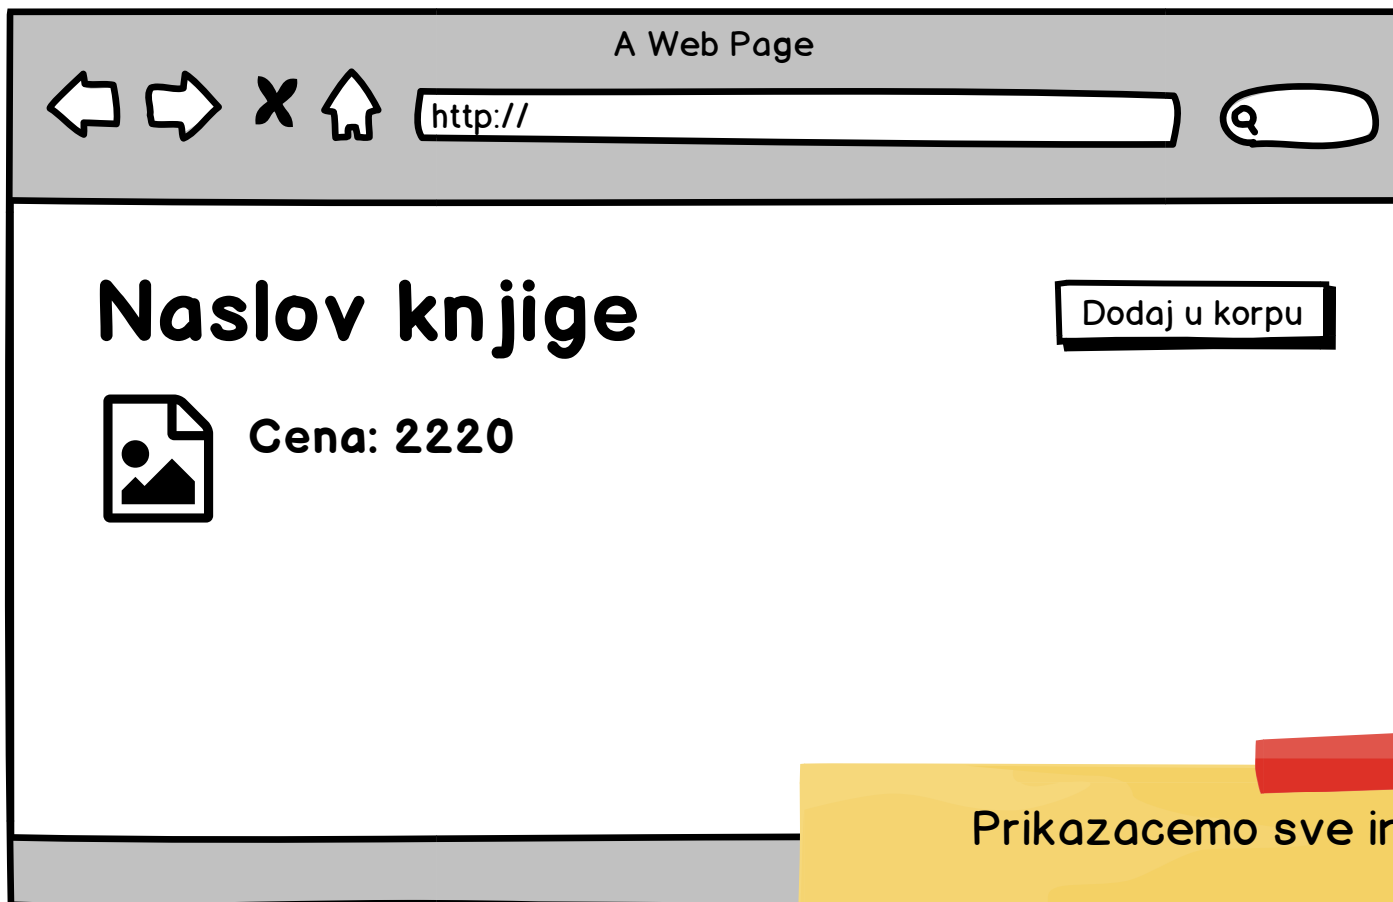 A Web Page
http://
Naslov knjige
Dodaj u korpu
Cena: 2220
Prikazacemo sve